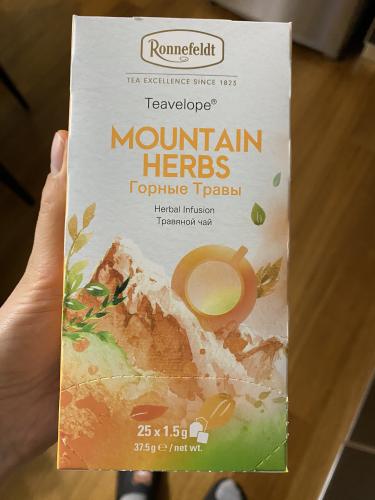 Ronnefeldt
TEA EXCELLENCE SINCE 1823
Teavelope®
MOUNTAIN
HERBS
Горные Травы
Herbal Infusion
Травяной чай
25 x 1.5g
37.5g ℮ / net wt.